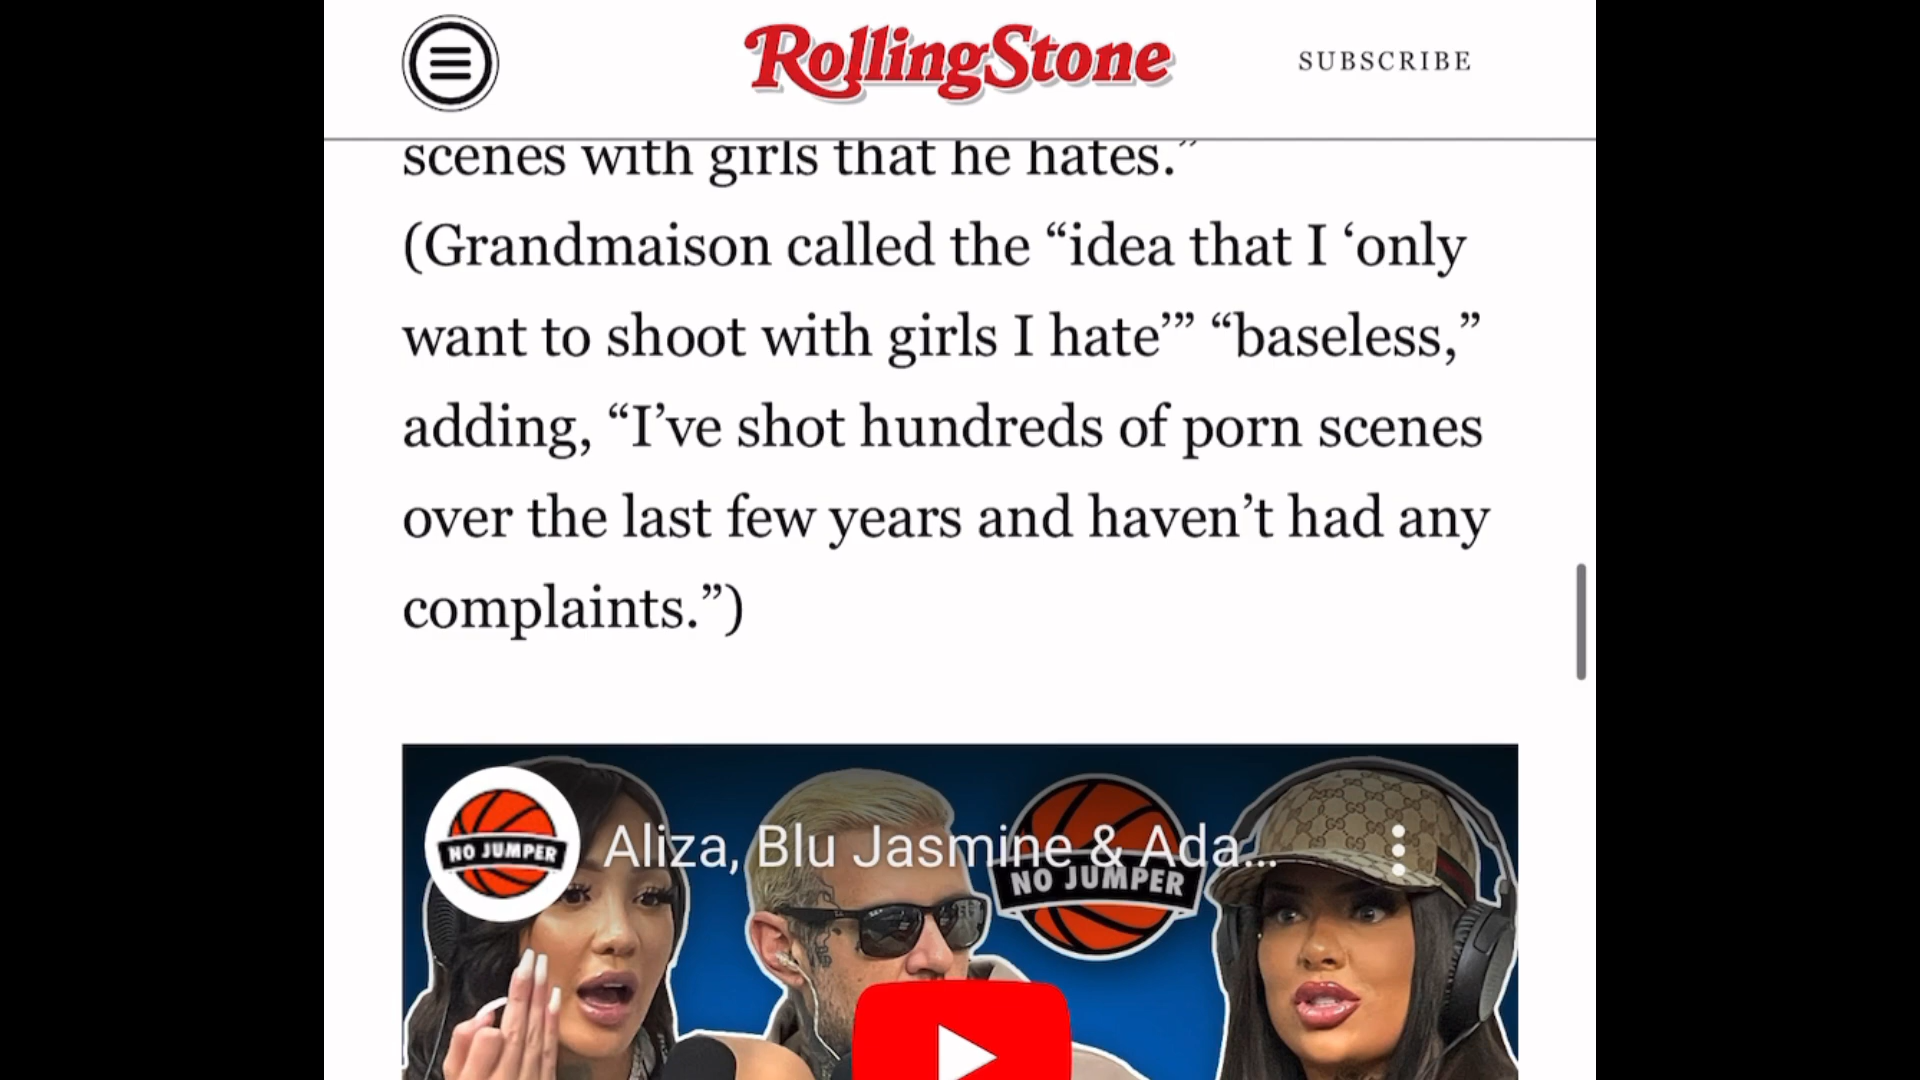 RollingStone
SUBSCRIBE
scenes with girls that he hates.”
(Grandmaison called the “idea that I ‘only
want to shoot with girls I hate’” “baseless,”
adding, “I’ve shot hundreds of porn scenes
over the last few years and haven’t had any
complaints.”)
NO JUMPER
Aliza, Blu Jasmine & Ada...
NO JUMPER